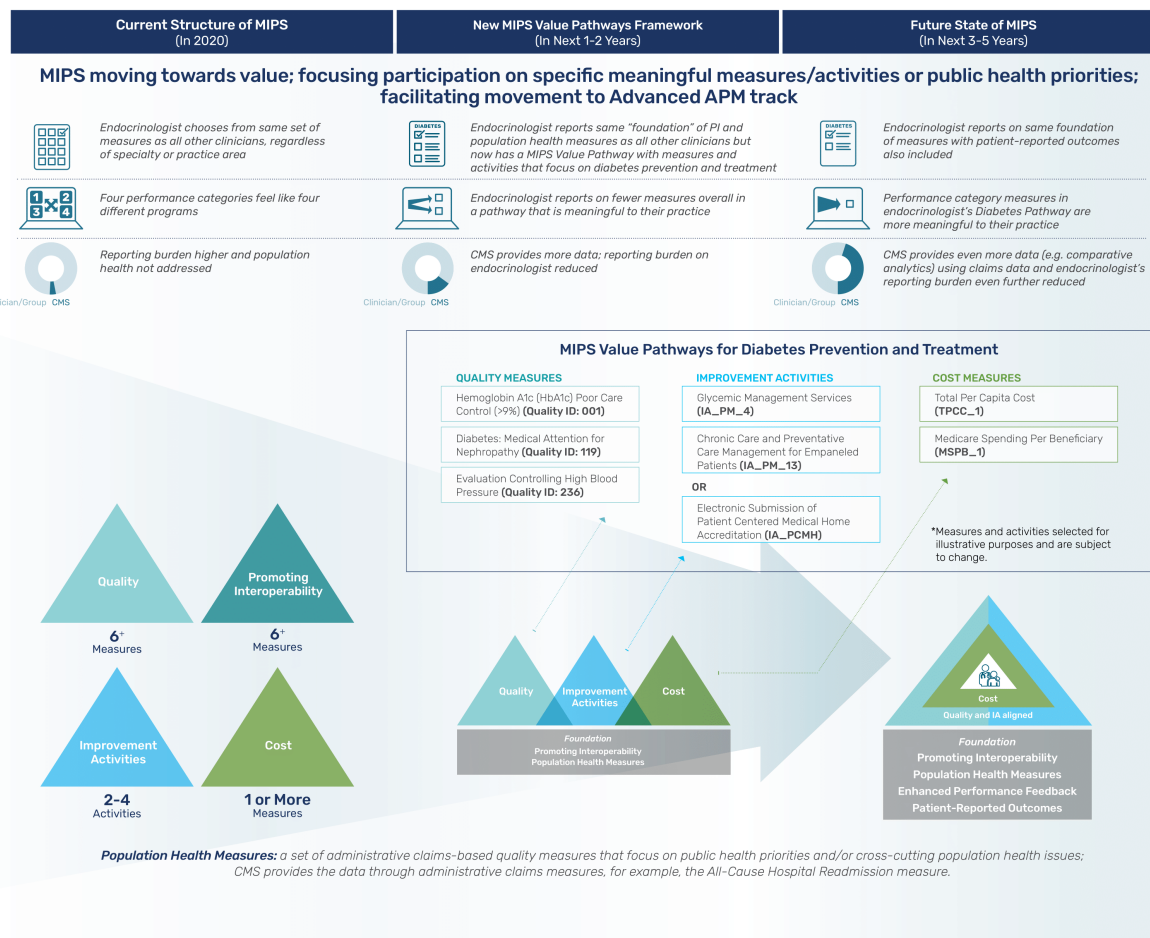 Current Structure of MIPS
(In 2020)
New MIPS Value Pathways Framework
(In Next 1-2 Years)
Future State of MIPS
(In Next 3-5 Years)
MIPS moving towards value; focusing participation on specific meaningful measures/activities or public health priorities;
facilitating movement to Advanced APM track
Endocrinologist chooses from same set of
measures as all other clinicians, regardless
of specialty or practice area
DIABETES
Endocrinologist reports same “foundation” of PI and
population health measures as all other clinicians but
now has a MIPS Value Pathway with measures and
activities that focus on diabetes prevention and treatment
DIABETES
Endocrinologist reports on same foundation
of measures with patient-reported outcomes
also included
1 2
3 4
Four performance categories feel like four
different programs
Endocrinologist reports on fewer measures overall in
a pathway that is meaningful to their practice
Performance category measures in
endocrinologist's Diabetes Pathway are
more meaningful to their practice
Reporting burden higher and population
health not addressed
ician/Group CMS
CMS provides more data; reporting burden on
endocrinologist reduced
Clinician/Group CMS
CMS provides even more data (e.g. comparative
analytics) using claims data and endocrinologist's
reporting burden even further reduced
Clinician/Group CMS
MIPS Value Pathways for Diabetes Prevention and Treatment
QUALITY MEASURES
Hemoglobin A1c (HbA1c) Poor Care
Control (>9%) (Quality ID: 001)
Diabetes: Medical Attention for
Nephropathy (Quality ID: 119)
Evaluation Controlling High Blood
Pressure (Quality ID: 236)
IMPROVEMENT ACTIVITIES
Glycemic Management Services
(IA_PM_4)
Chronic Care and Preventative
Care Management for Empaneled
Patients (IA_PM_13)
OR
Electronic Submission of
Patient Centered Medical Home
Accreditation (IA_PCMH)
COST MEASURES
Total Per Capita Cost
(TPCC_1)
Medicare Spending Per Beneficiary
(MSPB_1)
*Measures and activities selected for
illustrative purposes and are subject
to change.
Quality
6+
Measures
Promoting
Interoperability
6+
Measures
Improvement
Activities
2-4
Activities
Cost
1 or More
Measures
Quality
Improvement
Activities
Cost
Foundation
Promoting Interoperability
Population Health Measures
Cost
Quality and IA aligned
Foundation
Promoting Interoperability
Population Health Measures
Enhanced Performance Feedback
Patient-Reported Outcomes
Population Health Measures: a set of administrative claims-based quality measures that focus on public health priorities and/or cross-cutting population health issues;
CMS provides the data through administrative claims measures, for example, the All-Cause Hospital Readmission measure.